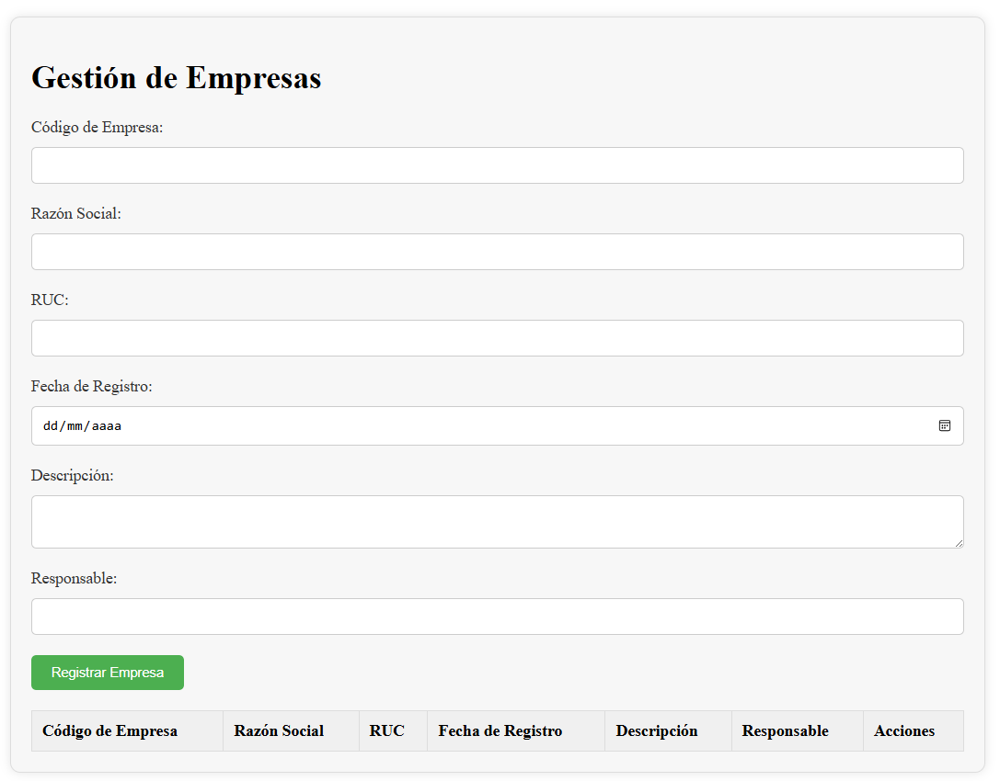 Gestión de Empresas
Código de Empresa:
Razón Social:
RUC:
Fecha de Registro:
dd/mm/aaaa
Descripción:
Responsable:
Registrar Empresa
Código de Empresa Razón Social RUC Fecha de Registro Descripción Responsable Acciones